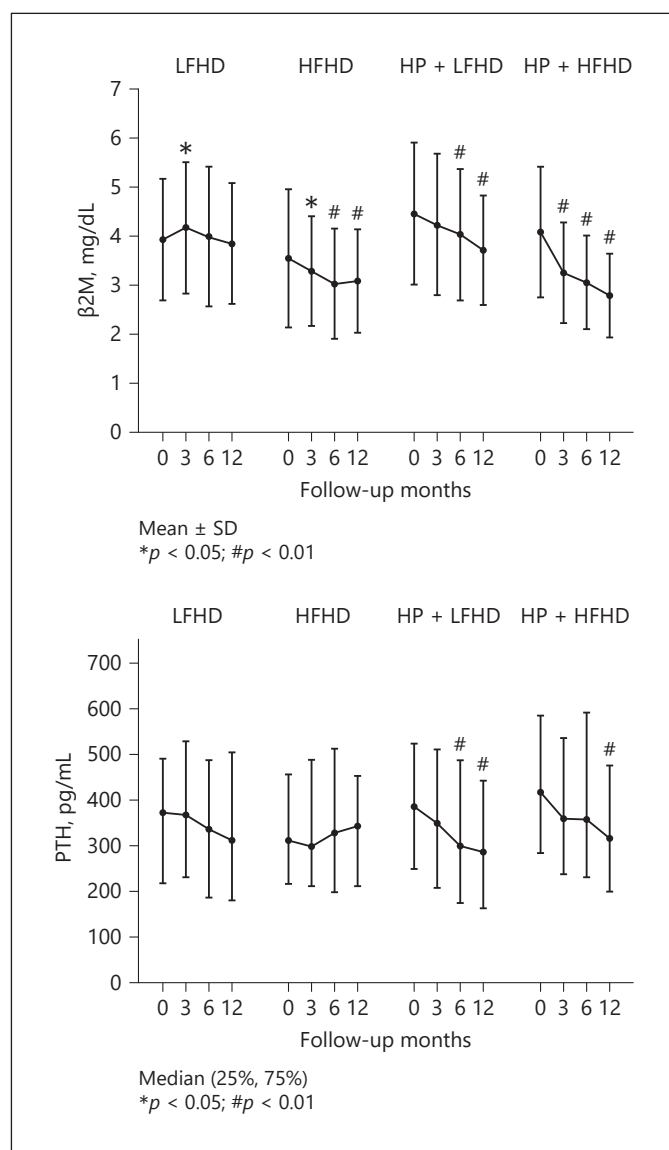 LFHD HFHD HP + LFHD HP + HFHD
7
6
5
4
3
2
1
0
β2M, mg/dL
* * # # # # # # #
0 3 6 12 0 3 6 12 0 3 6 12 0 3 6 12
Follow-up months
Mean ± SD
*p < 0.05; #p < 0.01
LFHD HFHD HP + LFHD HP + HFHD
700
600
500
400
300
200
100
0
PTH, pg/mL
# # #
0 3 6 12 0 3 6 12 0 3 6 12 0 3 6 12
Follow-up months
Median (25%, 75%)
*p < 0.05; #p < 0.01